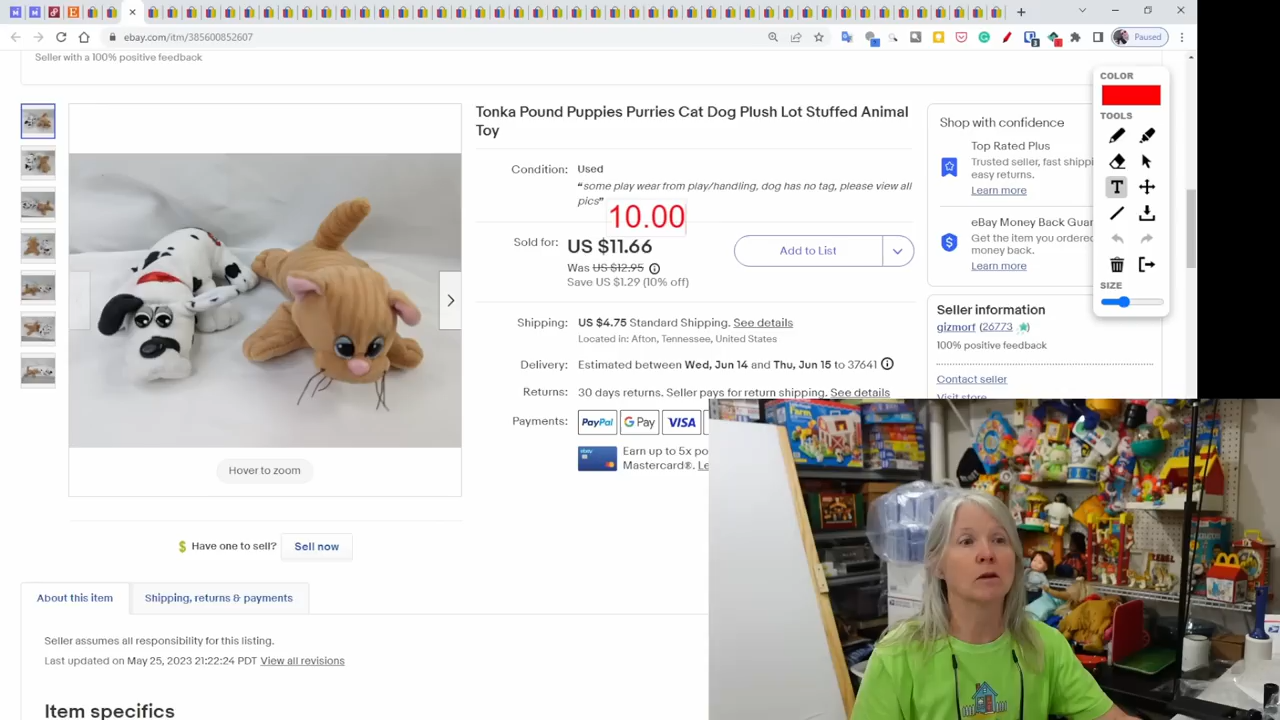 ebay.com/itm/385600852607
Paused
Seller with a 100% positive feedback
COLOR
TOOLS
T
SIZE
Tonka Pound Puppies Purries Cat Dog Plush Lot Stuffed Animal
Toy
Condition: Used
“some play wear from play/handling, dog has no tag, please view all
pics”
10.00
Sold for: US $11.66
Was US $12.95
Save US $1.29 (10% off)
Add to List
Shipping: US $4.75 Standard Shipping. See details
Located in: Afton, Tennessee, United States
Delivery: Estimated between Wed, Jun 14 and Thu, Jun 15 to 37641
Returns: 30 days returns. Seller pays for return shipping. See details
Payments: PayPal G Pay VISA
Earn up to 5x po
Mastercard®. Le
Shop with confidence
Top Rated Plus
Trusted seller, fast shippi
easy returns.
Learn more
eBay Money Back Guar
Get the item you ordered
money back.
Learn more
Seller information
gizmorf (26773 )
100% positive feedback
Contact seller
Visit store
Hover to zoom
Have one to sell? Sell now
About this item
Shipping, returns & payments
Seller assumes all responsibility for this listing.
Last updated on May 25, 2023 21:22:24 PDT View all revisions
Item specifics
Farm